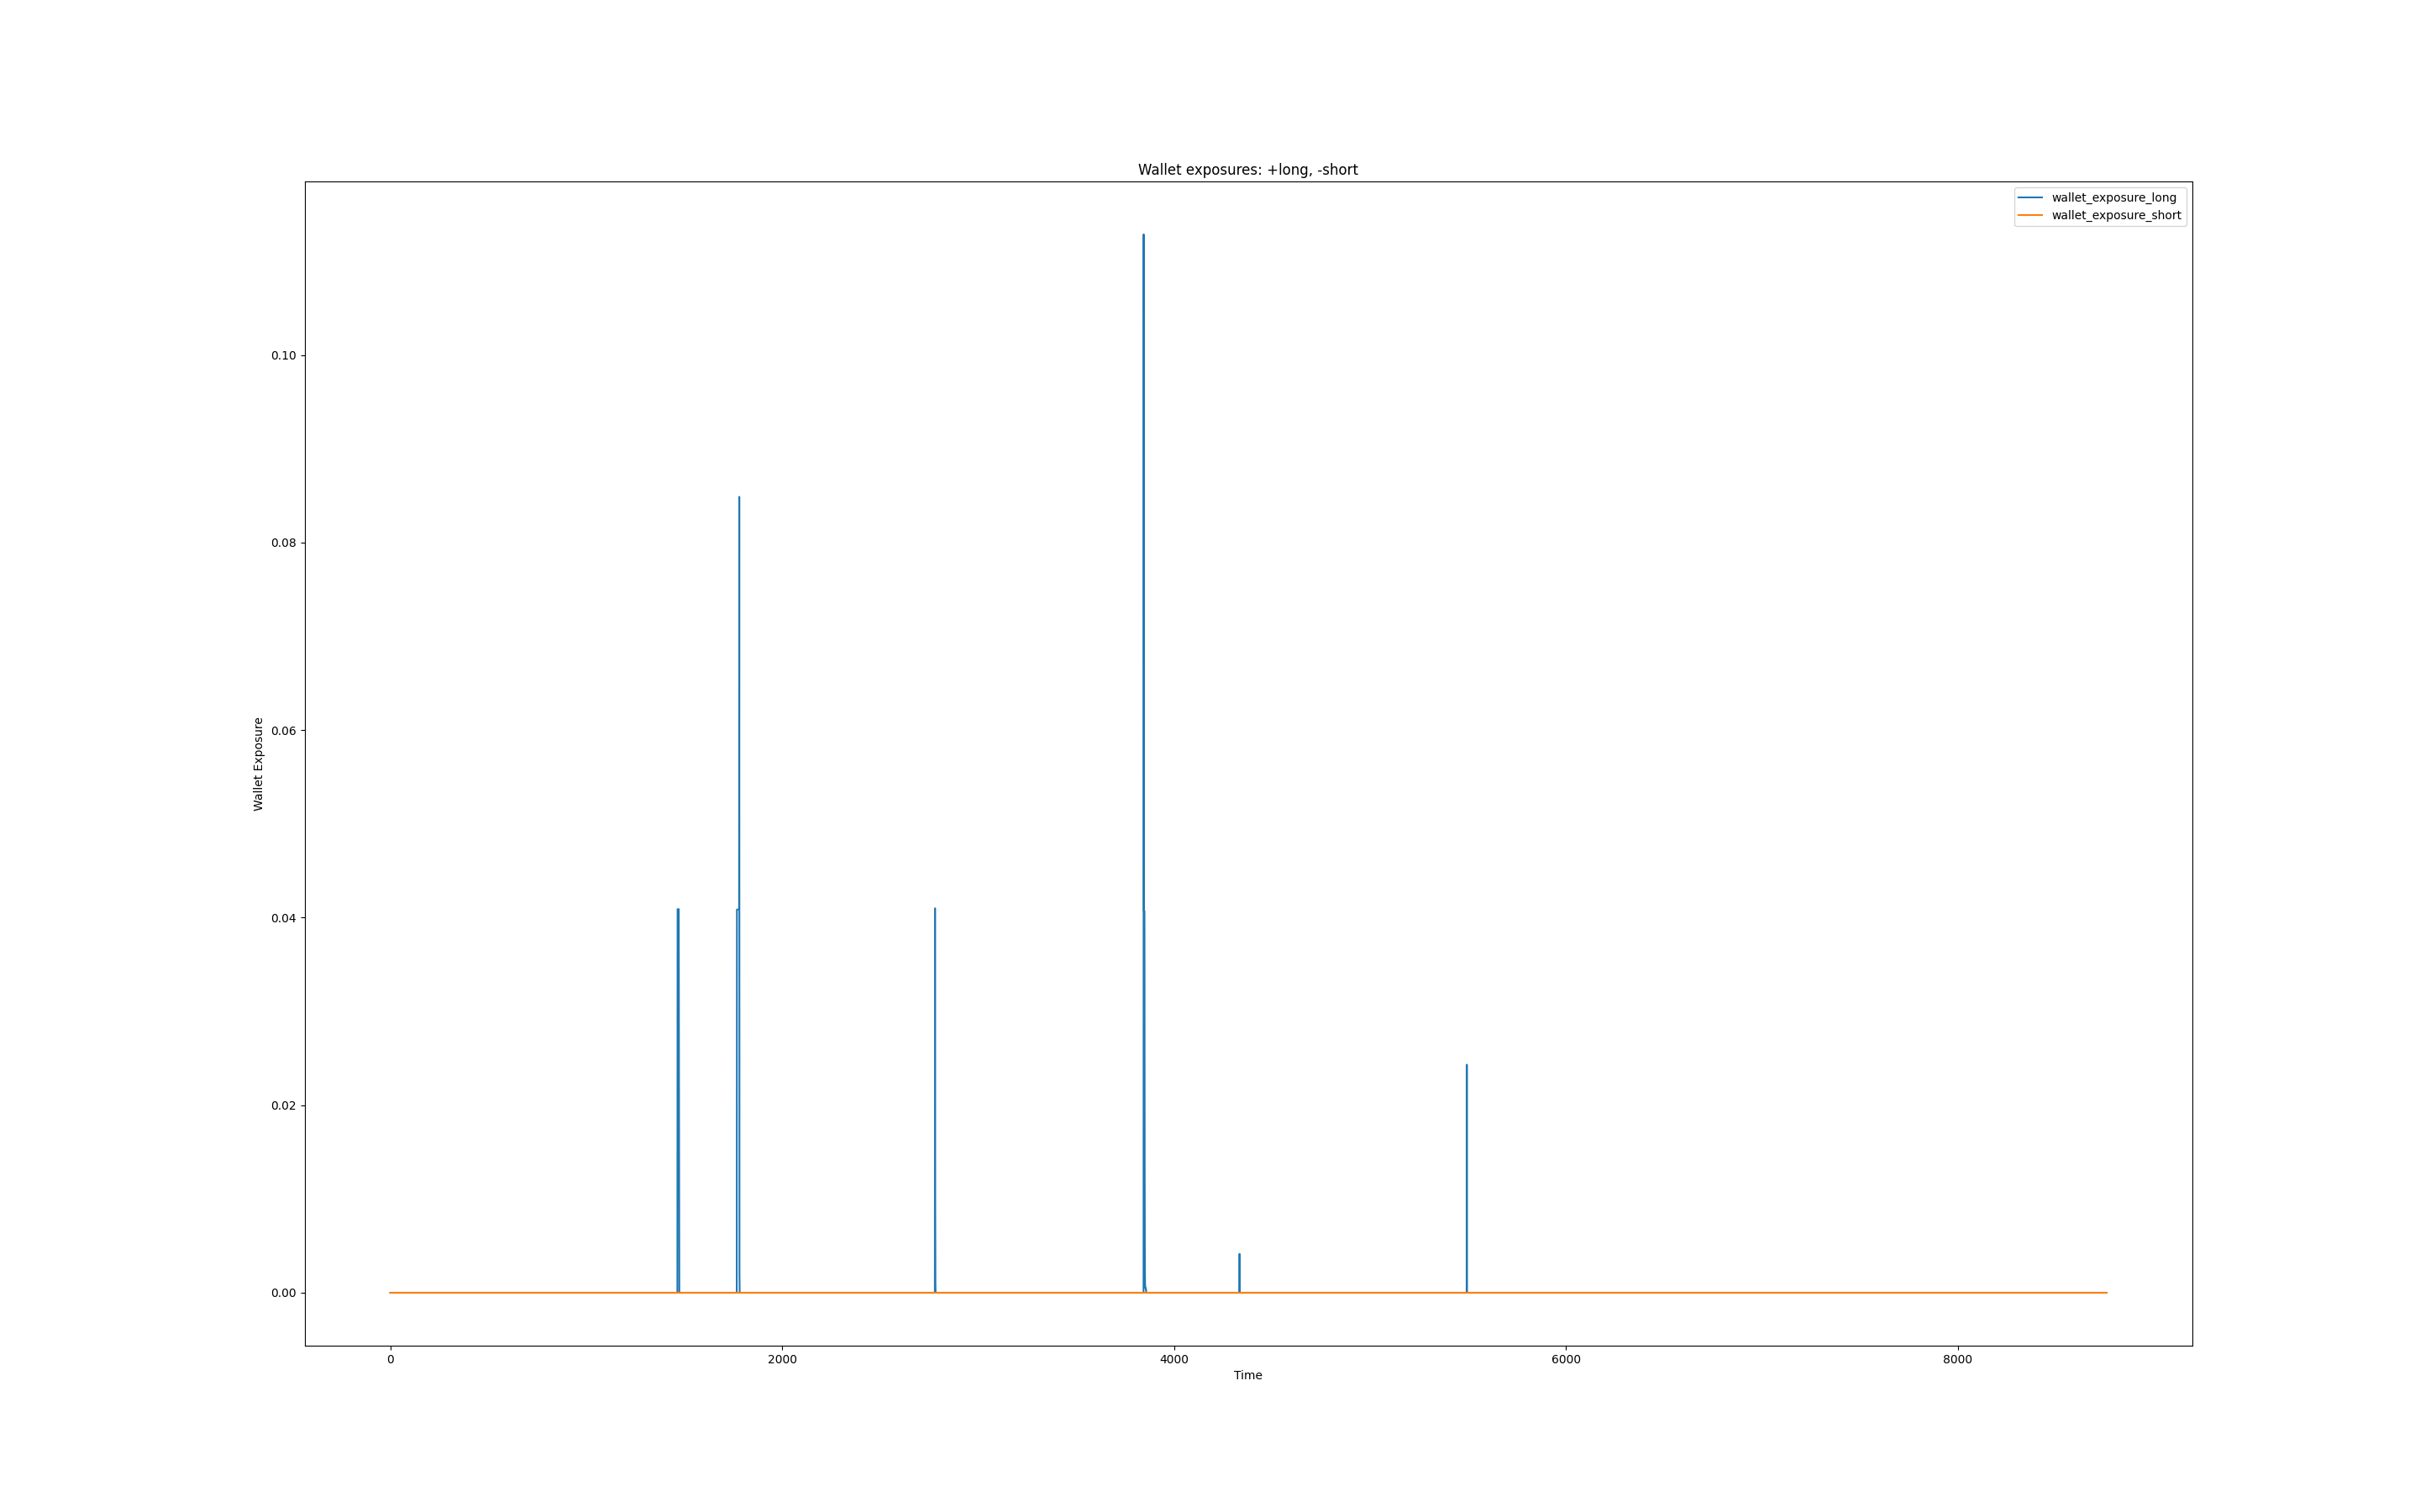 Wallet exposures: +long, -short
wallet_exposure_long
wallet_exposure_short
0.10
0.08
0.06
0.04
0.02
0.00
Wallet Exposure
0 2000 4000 6000 8000
Time